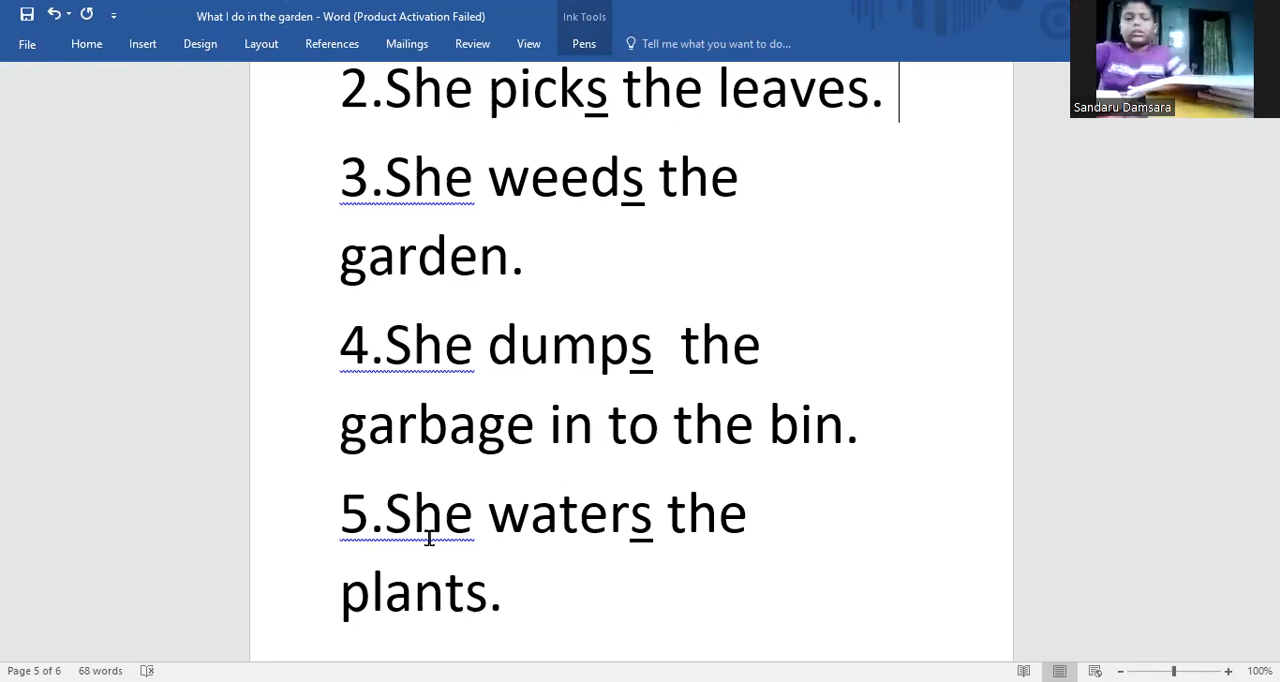 What I do in the garden - Word (Product Activation Failed)
Ink Tools
File Home Insert Design Layout References Mailings Review View Pens Tell me what you want to do...
Sandaru Damsara
2.She picks the leaves.
3.She weeds the
garden.
4.She dumps  the
garbage in to the bin.
5.She waters the
plants.
Page 5 of 6 68 words 100%